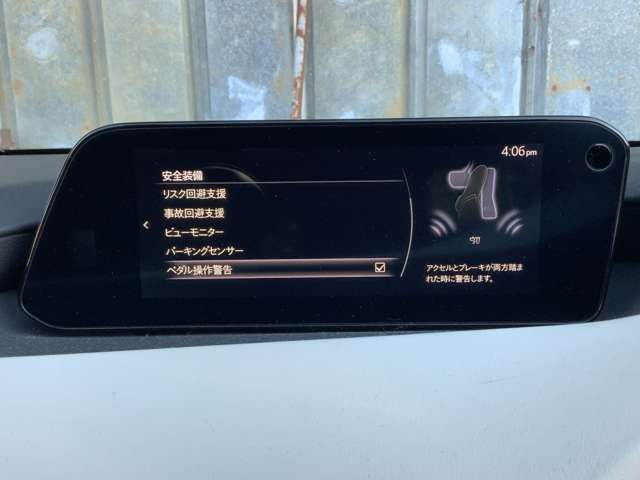 4:06pm
安全装備
リスク回避支援
事故回避支援
ビューモニター
パーキングセンサー
ペダル操作警告
アクセルとブレーキが両方踏ま
れた時に警告します。